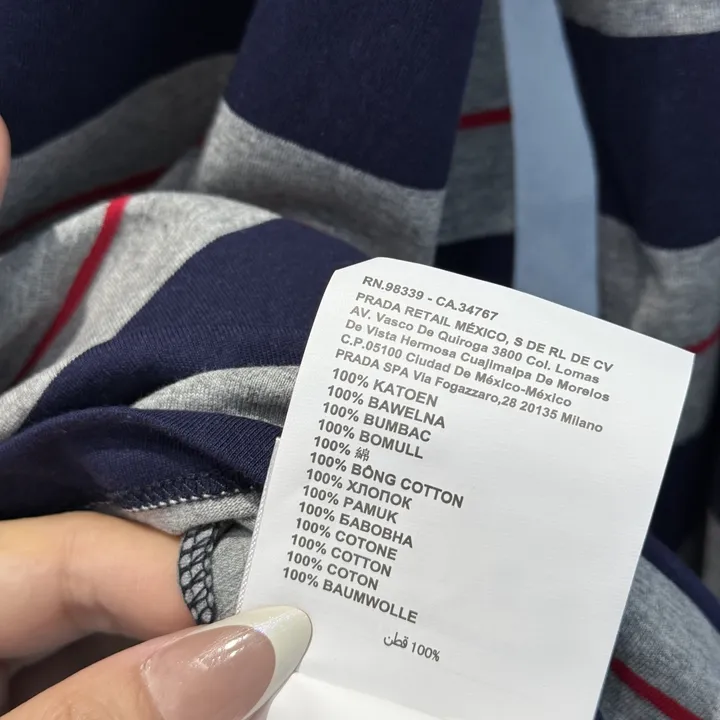 RN.98339 - CA.34767
PRADA RETAIL MÉXICO, S DE RL DE CV
AV. Vasco De Quiroga 3800 Col. Lomas
De Vista Hermosa Cuajimalpa De Morelos
C.P.05100 Ciudad De México-México
PRADA SPA Via Fogazzaro,28 20135 Milano
100% KATOEN
100% BAWELNA
100% BUMBAC
100% BOMULL
100% 綿
100% BÔNG COTTON
100% ХЛОПОК
100% PAMUK
100% БАВОВНА
100% COTONE
100% COTTON
100% COTON
100% BAUMWOLLE
100% قطن